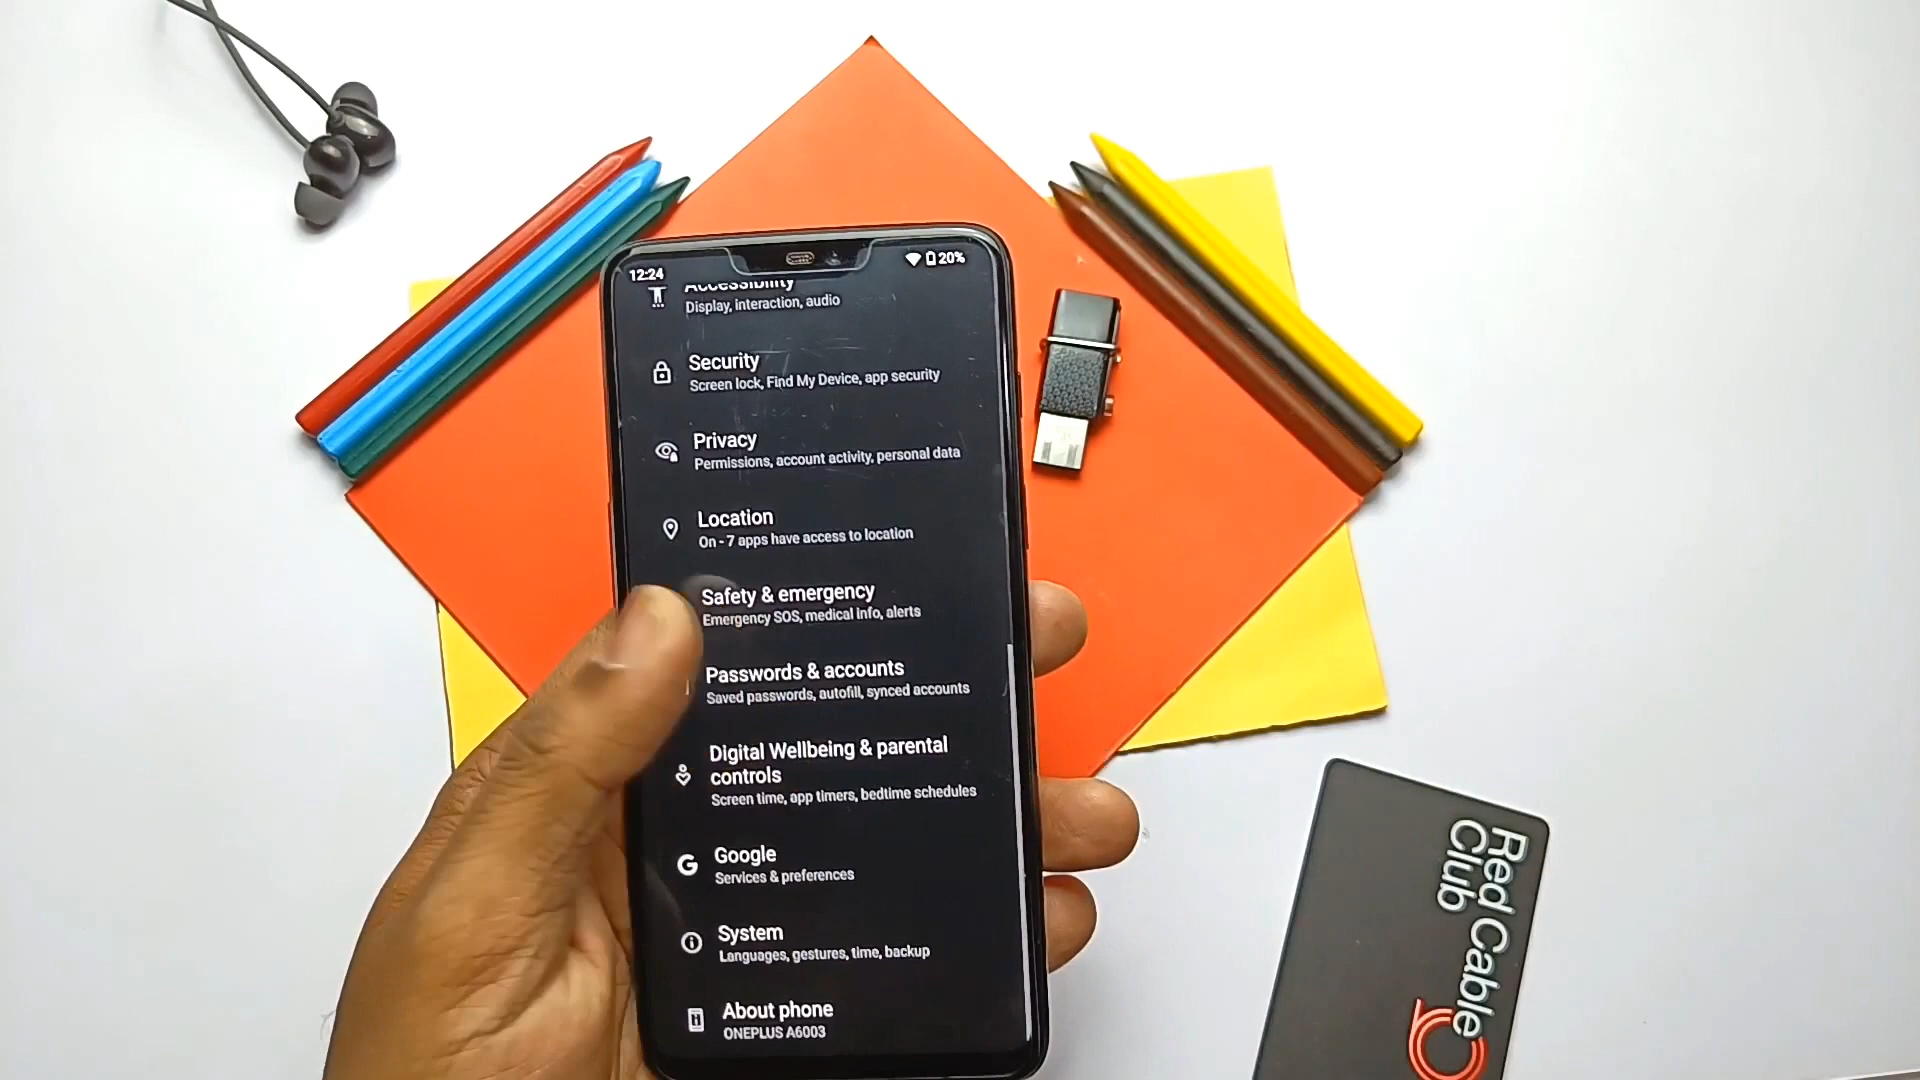 12:24
20%
Accessibility
Display, interaction, audio
Security
Screen lock, Find My Device, app security
Privacy
Permissions, account activity, personal data
Location
On - 7 apps have access to location
Safety & emergency
Emergency SOS, medical info, alerts
Passwords & accounts
Saved passwords, autofill, synced accounts
Digital Wellbeing & parental
controls
Screen time, app timers, bedtime schedules
Google
Services & preferences
System
Languages, gestures, time, backup
About phone
ONEPLUS A6003
Red Cable
Club